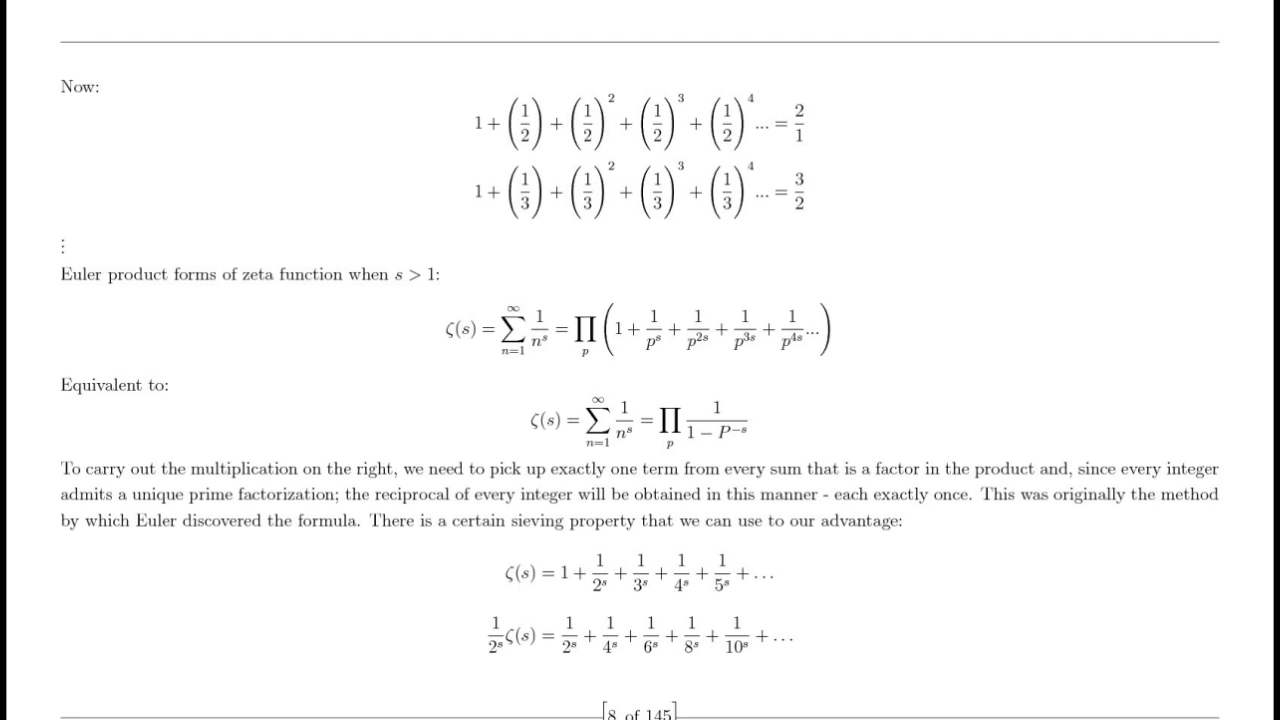 Now:
1 + (1/2) + (1/2)^2 + (1/2)^3 + (1/2)^4 ... = 2/1
1 + (1/3) + (1/3)^2 + (1/3)^3 + (1/3)^4 ... = 3/2
⋮
Euler product forms of zeta function when s > 1:
ζ(s) = ∑_{n=1}^{∞} 1/n^s = ∏_p (1 + 1/p^s + 1/p^{2s} + 1/p^{3s} + 1/p^{4s} ...)
Equivalent to:
ζ(s) = ∑_{n=1}^{∞} 1/n^s = ∏_p 1/(1 − P^{−s})
To carry out the multiplication on the right, we need to pick up exactly one term from every sum that is a factor in the product and, since every integer
admits a unique prime factorization; the reciprocal of every integer will be obtained in this manner - each exactly once. This was originally the method
by which Euler discovered the formula. There is a certain sieving property that we can use to our advantage:
ζ(s) = 1 + 1/2^s + 1/3^s + 1/4^s + 1/5^s + ...
1/2^s ζ(s) = 1/2^s + 1/4^s + 1/6^s + 1/8^s + 1/10^s + ...
[8 of 145]